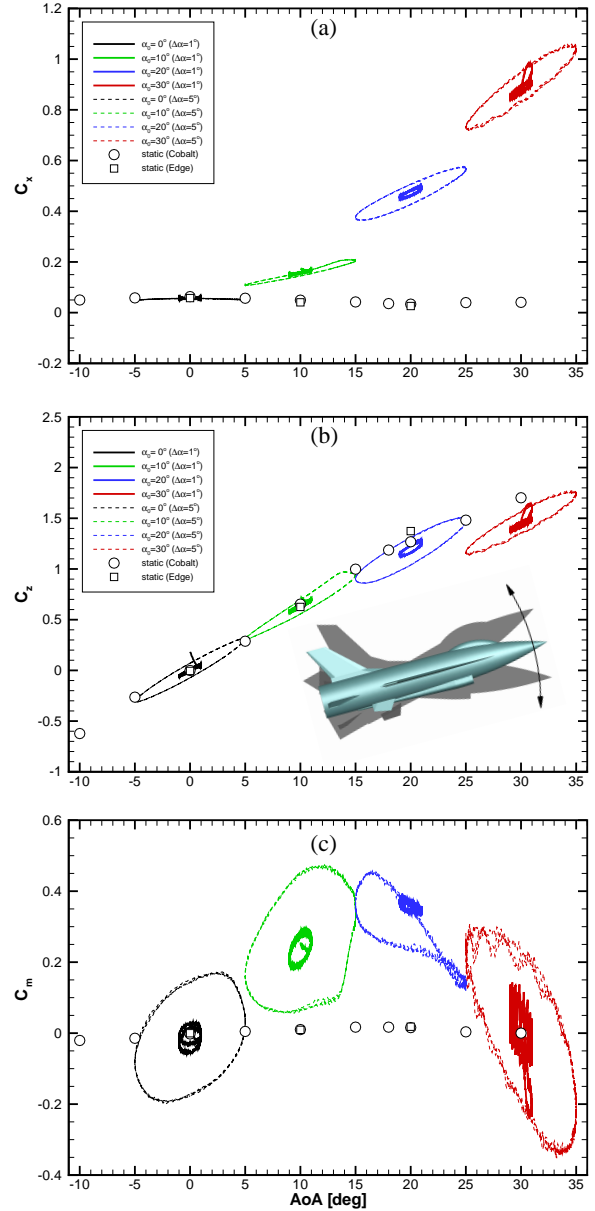 (a)
C_x
1.2
1
0.8
0.6
0.4
0.2
0
-0.2
α₀= 0° (Δα=1°)
α₀=10° (Δα=1°)
α₀=20° (Δα=1°)
α₀=30° (Δα=1°)
α₀= 0° (Δα=5°)
α₀=10° (Δα=5°)
α₀=20° (Δα=5°)
α₀=30° (Δα=5°)
static (Cobalt)
static (Edge)
-10 -5 0 5 10 15 20 25 30 35
(b)
C_z
2.5
2
1.5
1
0.5
0
-0.5
-1
α₀= 0° (Δα=1°)
α₀=10° (Δα=1°)
α₀=20° (Δα=1°)
α₀=30° (Δα=1°)
α₀= 0° (Δα=5°)
α₀=10° (Δα=5°)
α₀=20° (Δα=5°)
α₀=30° (Δα=5°)
static (Cobalt)
static (Edge)
-10 -5 0 5 10 15 20 25 30 35
(c)
C_m
0.6
0.4
0.2
0
-0.2
-0.4
-10 -5 0 5 10 15 20 25 30 35
AoA [deg]